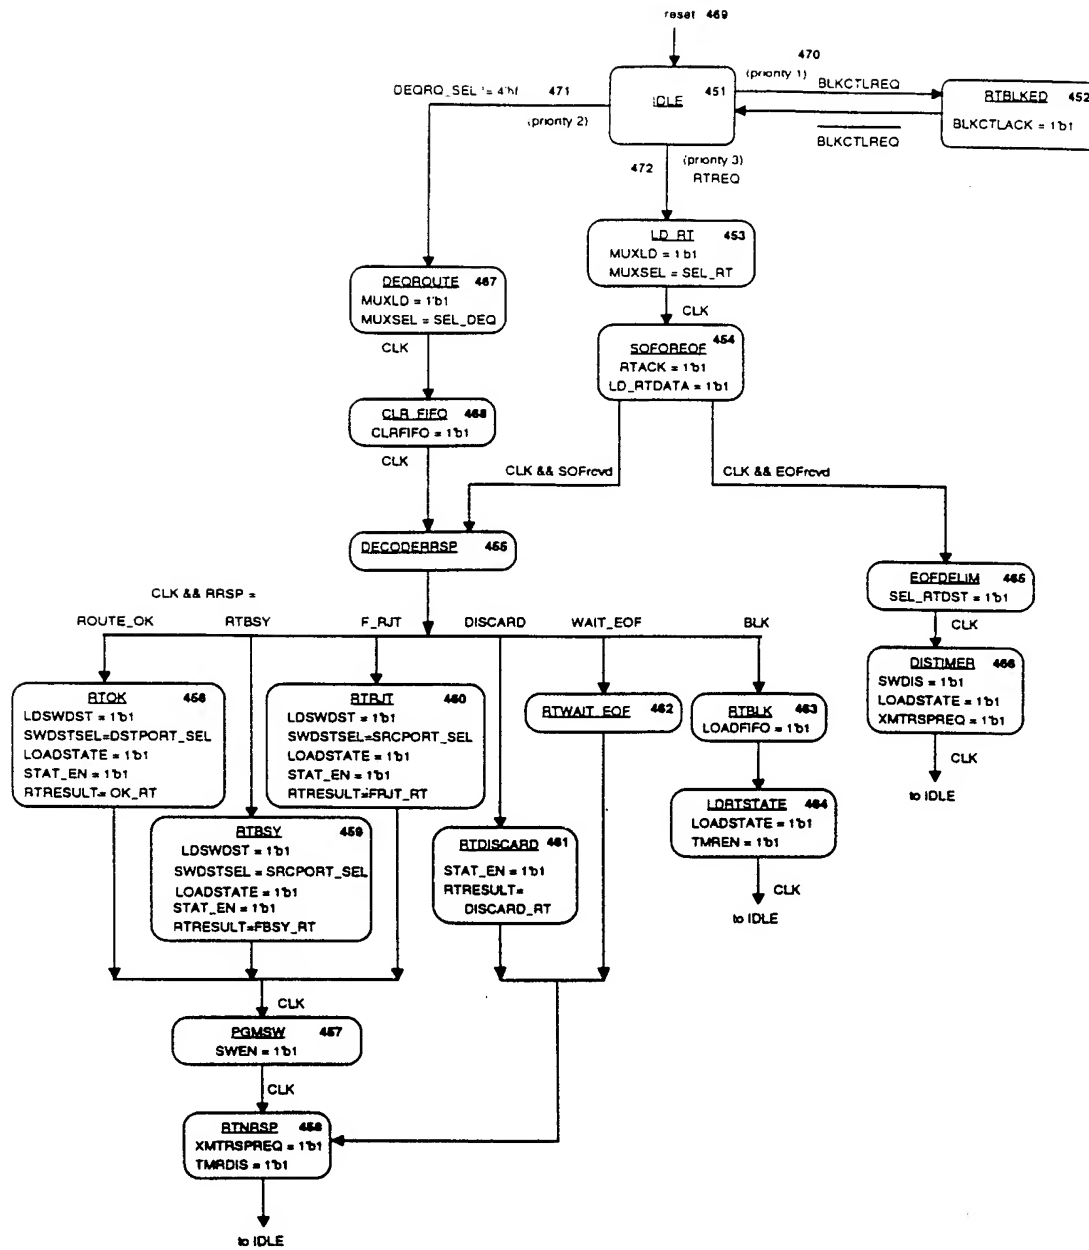 reset 469
470
(priority 1)
BLKCTLREQ
DEQRQ_SEL != 4'hf 471
(priority 2)
IDLE 451
RTBLKED 452
BLKCTLACK = 1'b1
BLKCTLREQ
472
(priority 3)
RTREQ
LD_RT 453
MUXLD = 1'b1
MUXSEL = SEL_RT
DEQROUTE 467
MUXLD = 1'b1
MUXSEL = SEL_DEQ
CLK
CLK
SOFOREOF 454
RTACK = 1'b1
LD_RTDATA = 1'b1
CLR_FIFO 468
CLRFIFO = 1'b1
CLK
CLK && SOFrcvd
CLK && EOFrcvd
DECODERRSP 455
EOFDELIM 465
SEL_RTDST = 1'b1
CLK
CLK && RRSP =
ROUTE_OK
RTBSY
F_RJT
DISCARD
WAIT_EOF
BLK
DISTIMER 466
SWDIS = 1'b1
LOADSTATE = 1'b1
XMTRSPREQ = 1'b1
CLK
to IDLE
RTOK 456
LDSWDST = 1'b1
SWDSTSEL=DSTPORT_SEL
LOADSTATE = 1'b1
STAT_EN = 1'b1
RTRESULT= OK_RT
RTRJT 460
LDSWDST = 1'b1
SWDSTSEL=SRCPORT_SEL
LOADSTATE = 1'b1
STAT_EN = 1'b1
RTRESULT=FRJT_RT
RTWAIT_EOF 462
RTBLK 463
LOADFIFO = 1'b1
LDRTSTATE 464
LOADSTATE = 1'b1
TMREN = 1'b1
CLK
to IDLE
RTBSY 459
LDSWDST = 1'b1
SWDSTSEL = SRCPORT_SEL
LOADSTATE = 1'b1
STAT_EN = 1'b1
RTRESULT=FBSY_RT
RTDISCARD 461
STAT_EN = 1'b1
RTRESULT=
DISCARD_RT
CLK
PGMSW 457
SWEN = 1'b1
CLK
RTNRSP 458
XMTRSPREQ = 1'b1
TMRDIS = 1'b1
to IDLE